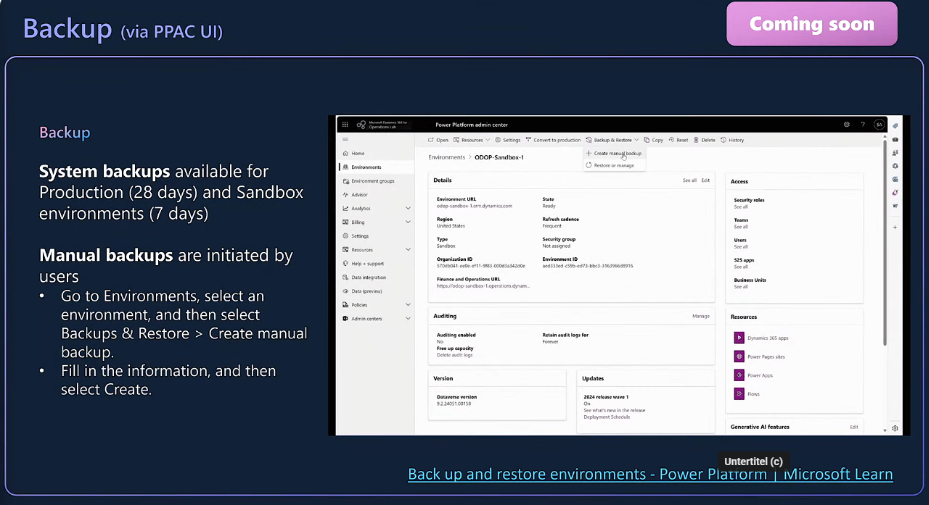 Backup (via PPAC UI)
Coming soon
Backup
System backups available for
Production (28 days) and Sandbox
environments (7 days)
Manual backups are initiated by
users
• Go to Environments, select an
environment, and then select
Backups & Restore > Create manual
backup.
• Fill in the information, and then
select Create.
Power Platform admin center
Open Resources Settings Convert to production Backup & Restore Copy Reset Delete History
Create manual backup
Restore or manage
Home
Environments
Environment groups
Advisor
Analytics
Billing
Settings
Resources
Help + support
Data integration
Data (preview)
Policies
Admin centers
Environments > ODOP-Sandbox-1
Details
See all Edit
Environment URL
odop-sandbox-1.crm.dynamics.com
State
Ready
Region
United States
Refresh cadence
Frequent
Type
Sandbox
Security group
Not assigned
Organization ID
Environment ID
Finance and Operations URL
https://odop-sandbox-1.operations.dynam...
Auditing
Manage
Auditing enabled
No
Retain audit logs for
Forever
Free up capacity
Delete audit logs
Version
Dataverse version
Updates
2024 release wave 1
On
See what's new in the release
Deployment Schedule
Access
Security roles
See all
Teams
See all
Users
See all
S2S apps
See all
Business Units
See all
Resources
Dynamics 365 apps
Power Pages sites
Power Apps
Flows
Generative AI features Edit
Untertitel (c)
Back up and restore environments - Power Platform | Microsoft Learn